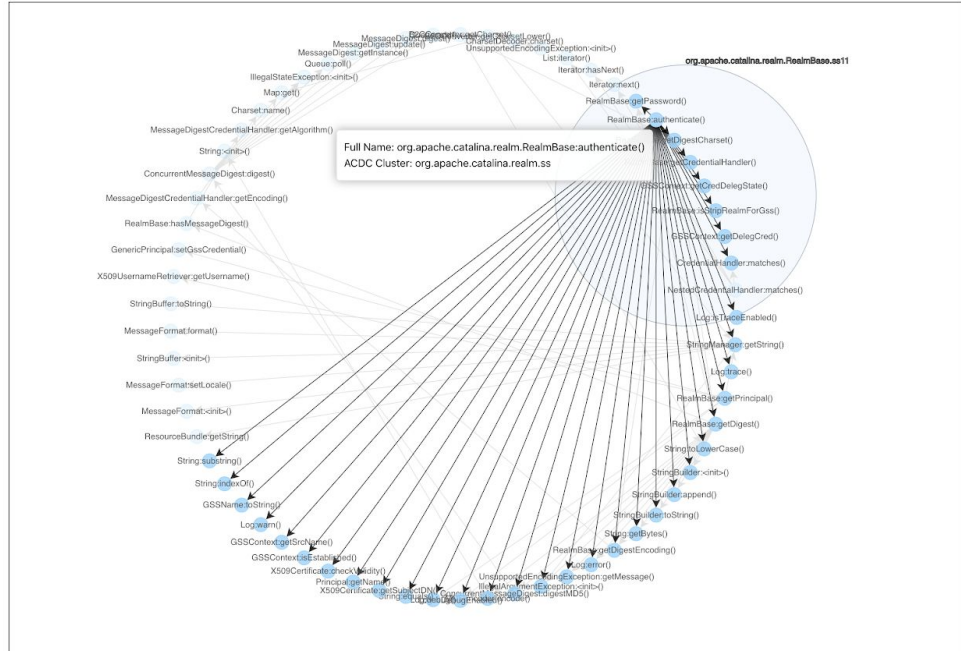 MessageDigest:update()
UnsupportedEncodingException:<init>()
MessageDigest:getInstance()
List:iterator()
Queue:poll()
Iterator:hasNext()
org.apache.catalina.realm.RealmBase.ss11
IllegalStateException:<init>()
Iterator:next()
Map:get()
RealmBase:getPassword()
Charset:name()
RealmBase:authenticate()
MessageDigestCredentialHandler:getAlgorithm()
Full Name: org.apache.catalina.realm.RealmBase:authenticate()
ACDC Cluster: org.apache.catalina.realm.ss
getDigestCharset()
String:<init>()
getCredentialHandler()
ConcurrentMessageDigest:digest()
GSSContext:getCredDelegState()
MessageDigestCredentialHandler:getEncoding()
RealmBase:isStripRealmForGss()
RealmBase:hasMessageDigest()
GSSContext:getDelegCred()
GenericPrincipal:setGssCredential()
CredentialHandler:matches()
X509UsernameRetriever:getUsername()
NestedCredentialHandler:matches()
StringBuffer:toString()
Log:isTraceEnabled()
MessageFormat:format()
StringManager:getString()
StringBuffer:<init>()
Log:trace()
MessageFormat:setLocale()
RealmBase:getPrincipal()
MessageFormat:<init>()
RealmBase:getDigest()
ResourceBundle:getString()
String:toLowerCase()
String:substring()
StringBuilder:<init>()
String:indexOf()
StringBuilder:append()
GSSName:toString()
StringBuilder:toString()
Log:warn()
String:getBytes()
GSSContext:getSrcName()
RealmBase:getDigestEncoding()
GSSContext:isEstablished()
Log:error()
X509Certificate:checkValidity()
UnsupportedEncodingException:getMessage()
Principal:getName()
IllegalArgumentException:<init>()
X509Certificate:getSubjectDN()
ConcurrentMessageDigest:digestMD5()